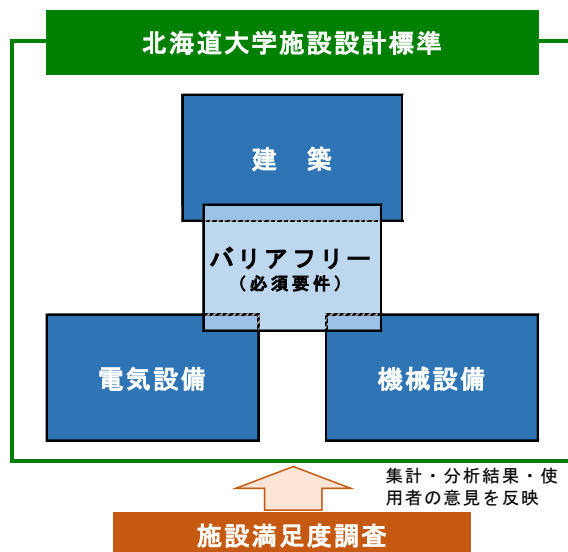 北海道大学施設設計標準
建　築
バリアフリー
（必須要件）
電気設備
機械設備
集計・分析結果・使
用者の意見を反映
施設満足度調査